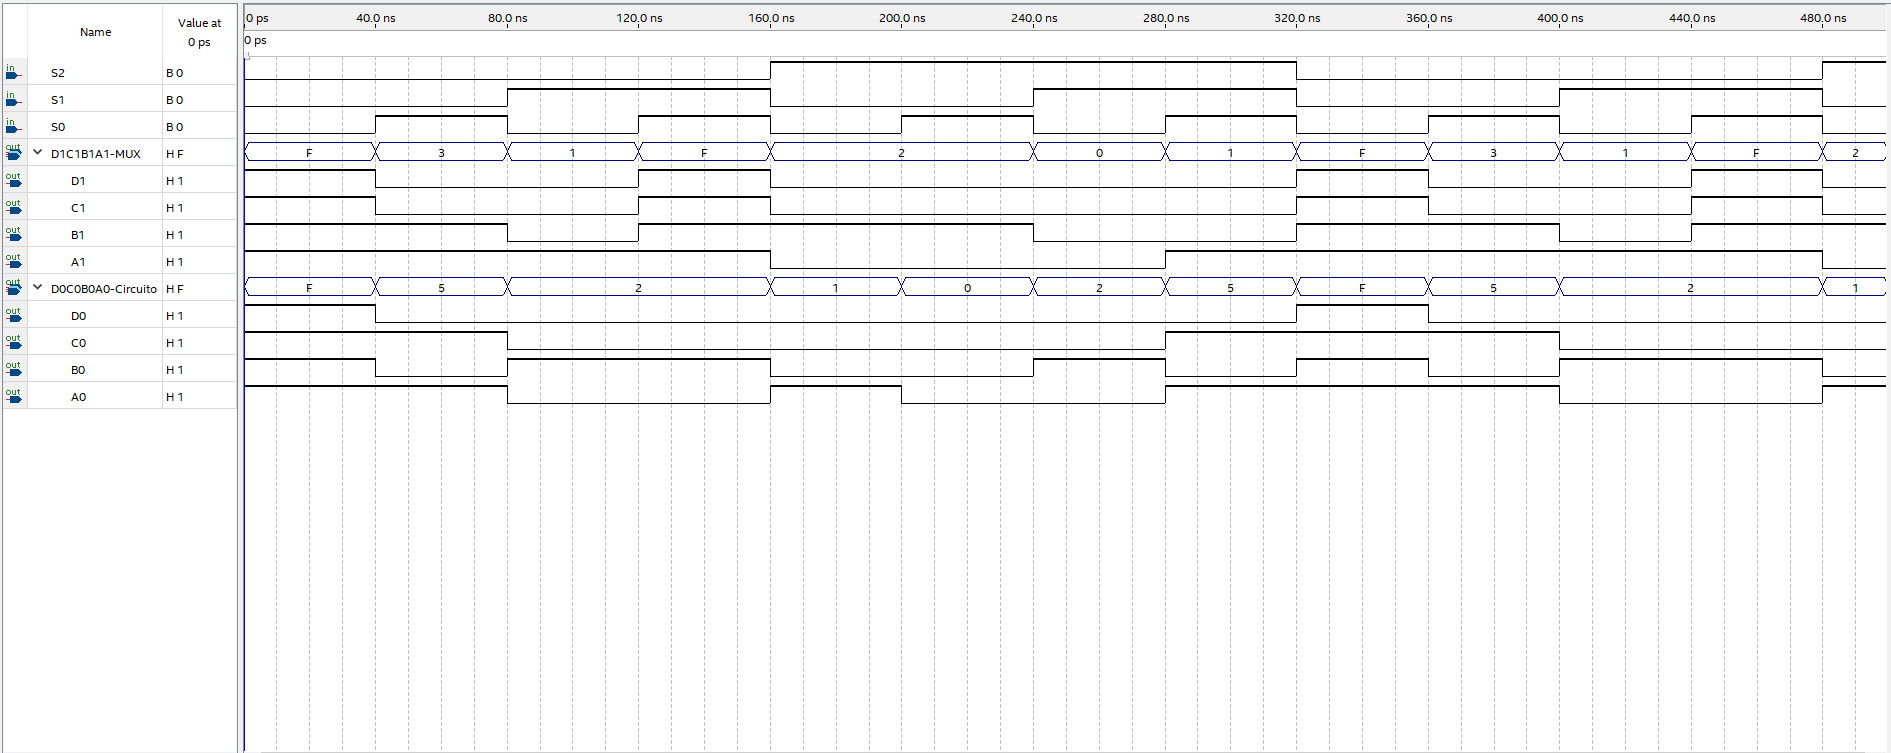 Name Value at 0 ps
0 ps 40.0 ns 80.0 ns 120.0 ns 160.0 ns 200.0 ns 240.0 ns 280.0 ns 320.0 ns 360.0 ns 400.0 ns 440.0 ns 480.0 ns
0 ps
in S2 B 0
in S1 B 0
in S0 B 0
out D1C1B1A1-MUX H F F 3 1 F 2 0 1 F 3 1 F 2
out D1 H 1
out C1 H 1
out B1 H 1
out A1 H 1
out D0C0B0A0-Circuito H F F 5 2 1 0 2 5 F 5 2 1
out D0 H 1
out C0 H 1
out B0 H 1
out A0 H 1